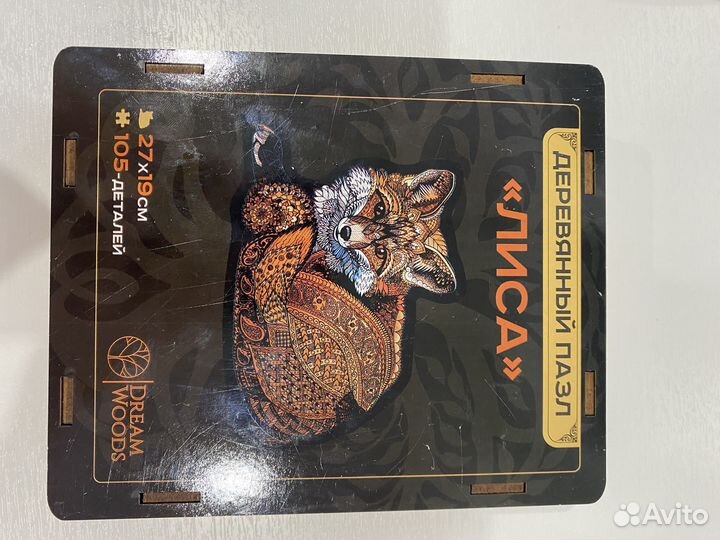 ДЕРЕВЯННЫЙ ПАЗЛ
«ЛИСА»
27х19СМ
105-ДЕТАЛЕЙ
DREAM
WOODS
Avito